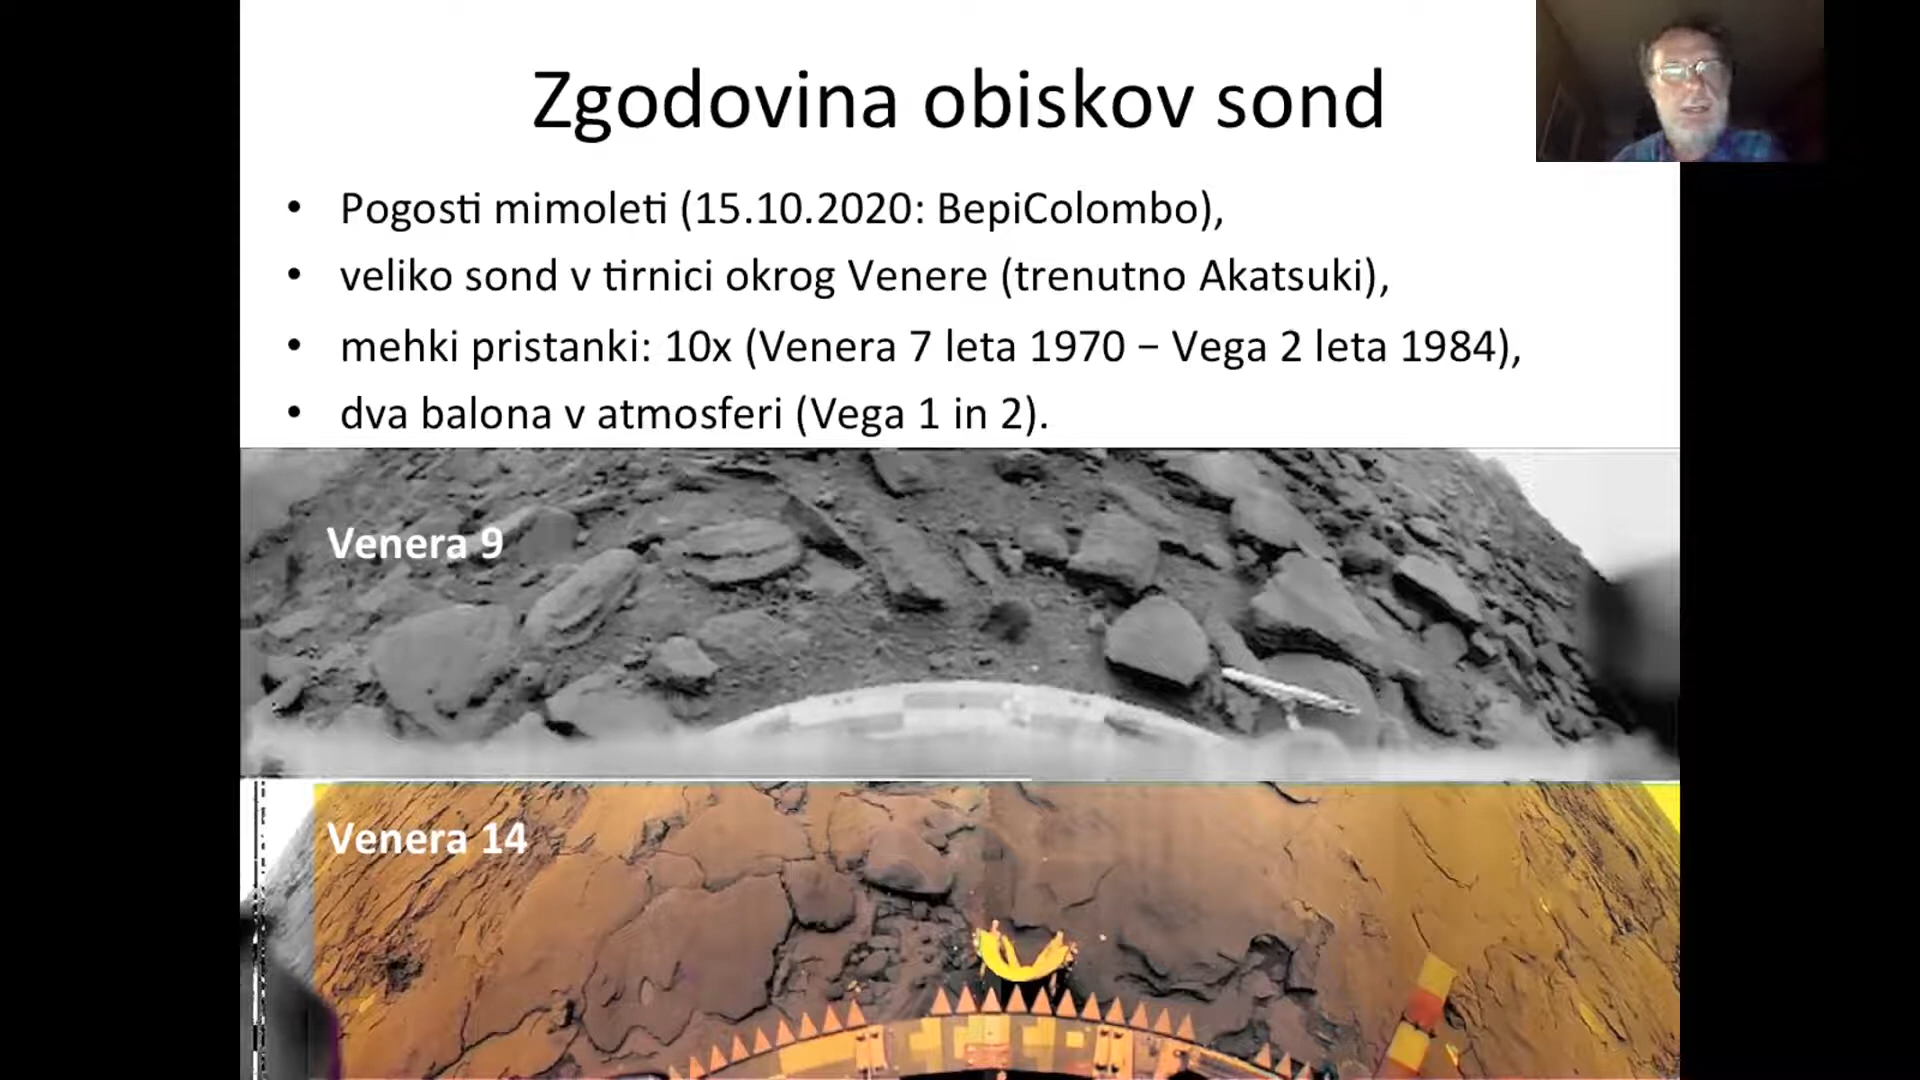 Zgodovina obiskov sond
• Pogosti mimoleti (15.10.2020: BepiColombo),
• veliko sond v tirnici okrog Venere (trenutno Akatsuki),
• mehki pristanki: 10x (Venera 7 leta 1970 – Vega 2 leta 1984),
• dva balona v atmosferi (Vega 1 in 2).
Venera 9
Venera 14